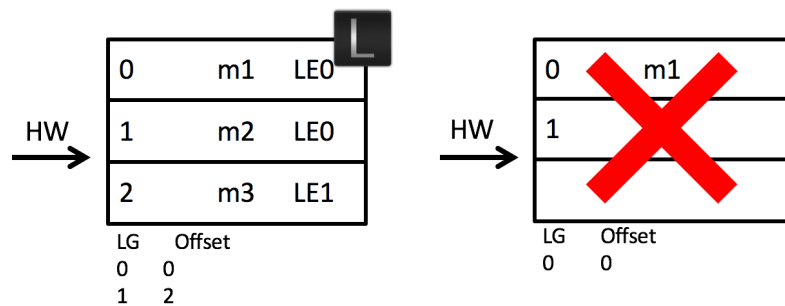 L
0 m1 LE0
HW
1 m2 LE0
2 m3 LE1
LG Offset
0 0
1 2
0 m1
HW
1
LG Offset
0 0